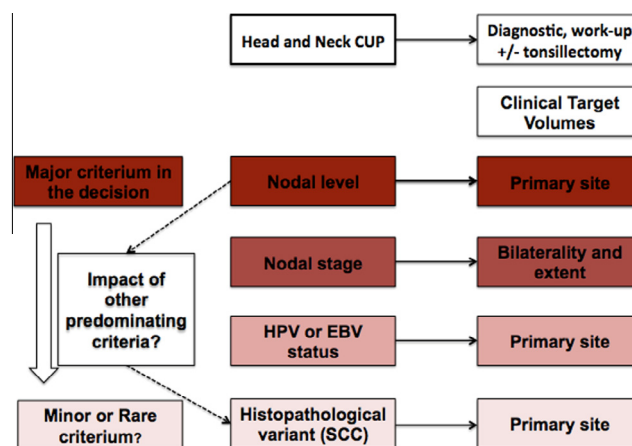 Head and Neck CUP
Diagnostic, work-up
+/- tonsillectomy
Clinical Target
Volumes
Major criterium in
the decision
Nodal level
Primary site
Impact of
other
predominating
criteria?
Nodal stage
Bilaterality and
extent
HPV or EBV
status
Primary site
Minor or Rare
criterium?
Histopathological
variant (SCC)
Primary site